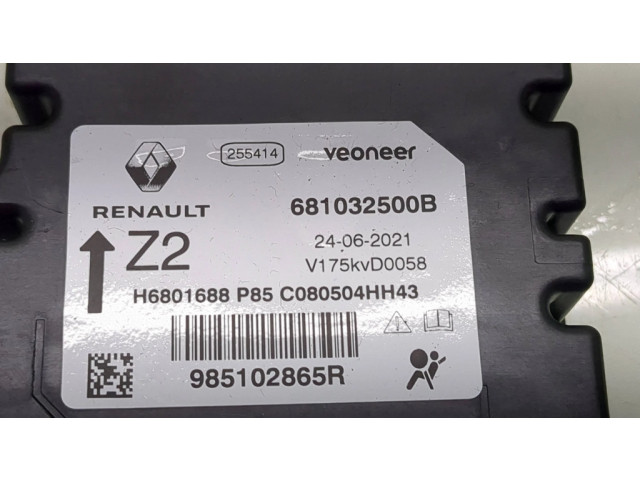 255414
veoneer
RENAULT
681032500B
Z2
24-06-2021
V175kvD0058
H6801688 P85 C080504HH43
985102865R